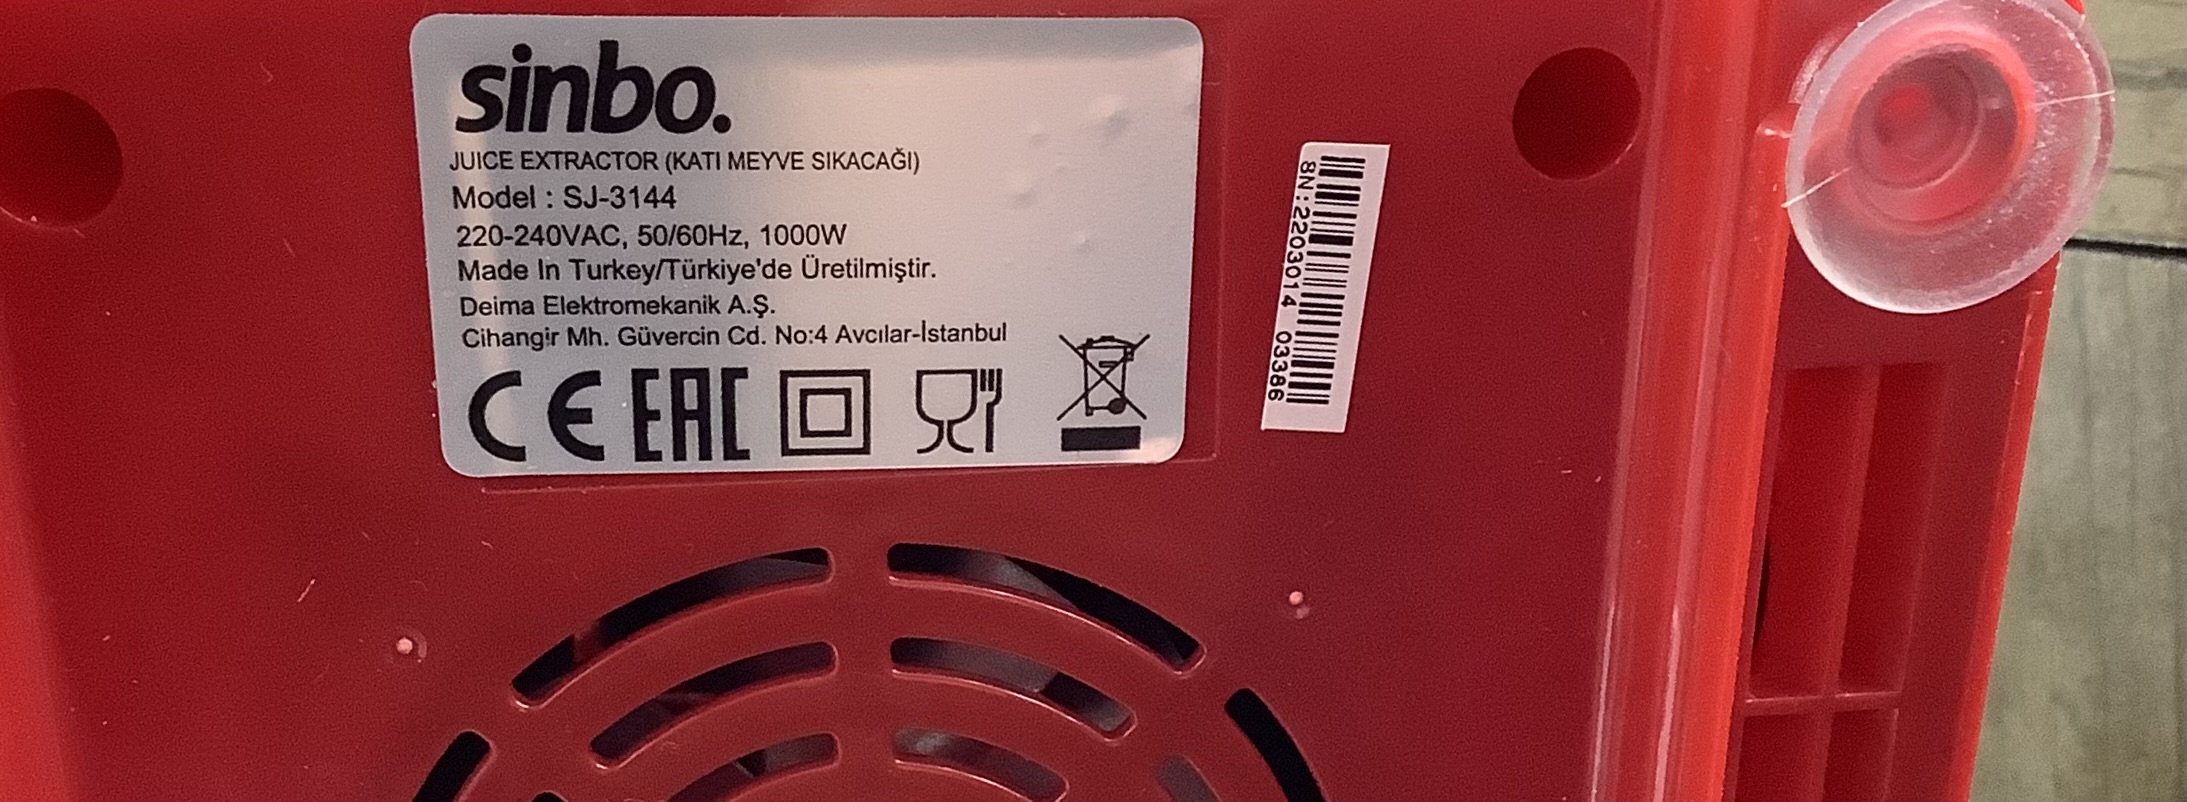 sinbo.
JUICE EXTRACTOR (KATI MEYVE SIKACAĞI)
Model : SJ-3144
220-240VAC, 50/60Hz, 1000W
Made In Turkey/Türkiye'de Üretilmiştir.
Deima Elektromekanik A.Ş.
Cihangir Mh. Güvercin Cd. No:4 Avcılar-İstanbul
CE EAC
SN:2203014 03386